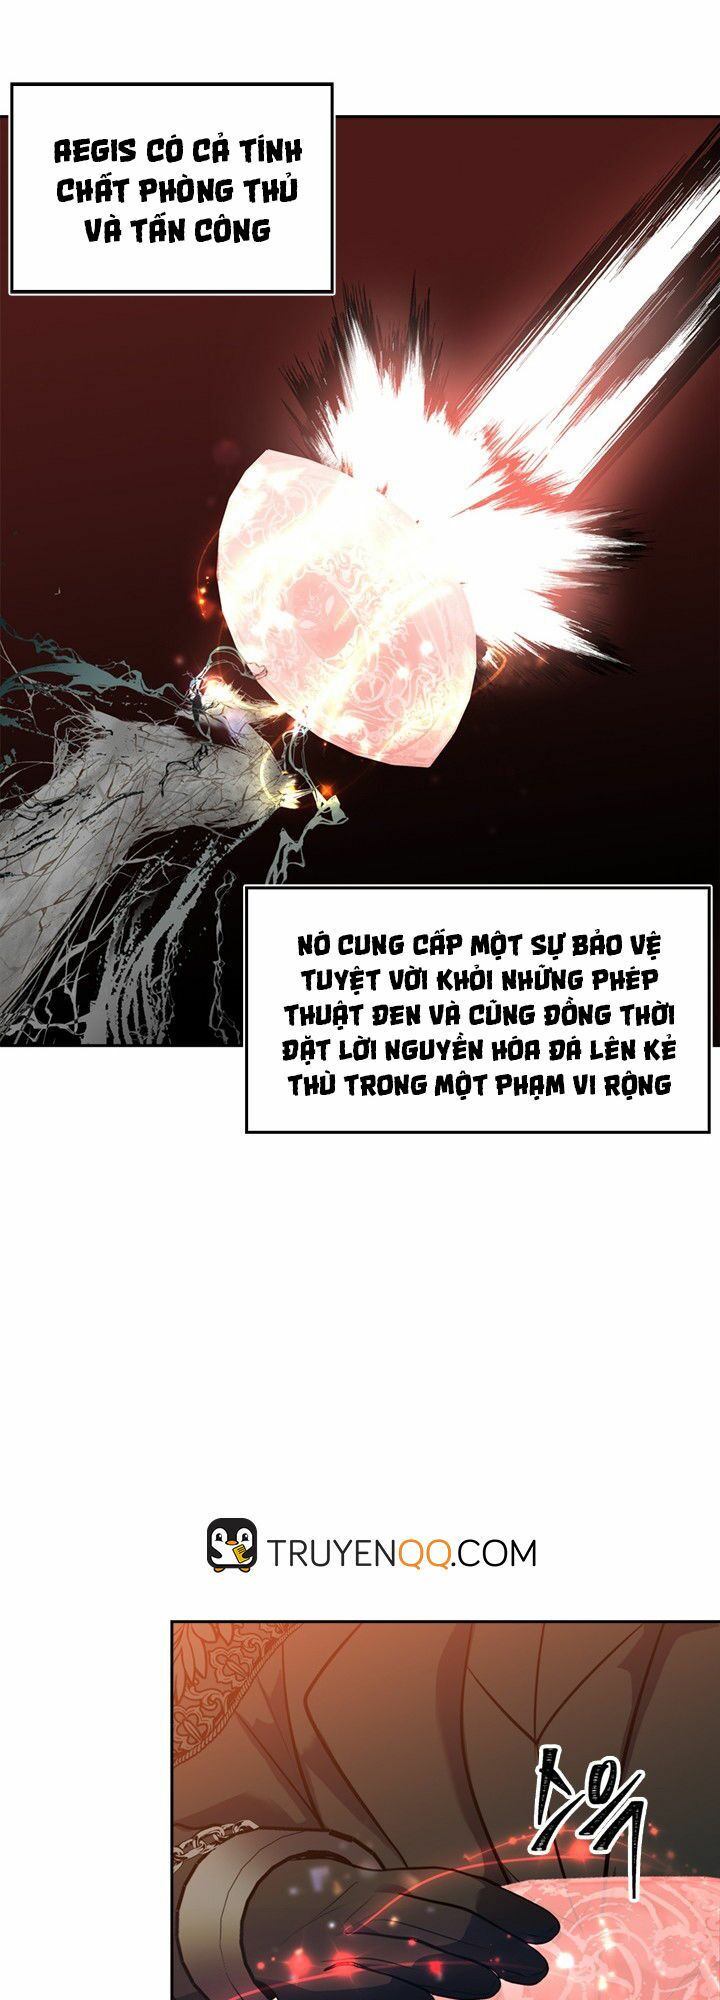 AEGIS CÓ CẢ TÍNH
CHẤT PHÒNG THỦ
VÀ TẤN CÔNG
NÓ CUNG CẤP MỘT SỰ BẢO VỆ
TUYỆT VỜI KHỎI NHỮNG PHÉP
THUẬT ĐEN VÀ CŨNG ĐỒNG THỜI
ĐẶT LỜI NGUYỀN HÓA ĐÁ LÊN KẺ
THÙ TRONG MỘT PHẠM VI RỘNG
TRUYENQQ.COM
스윽